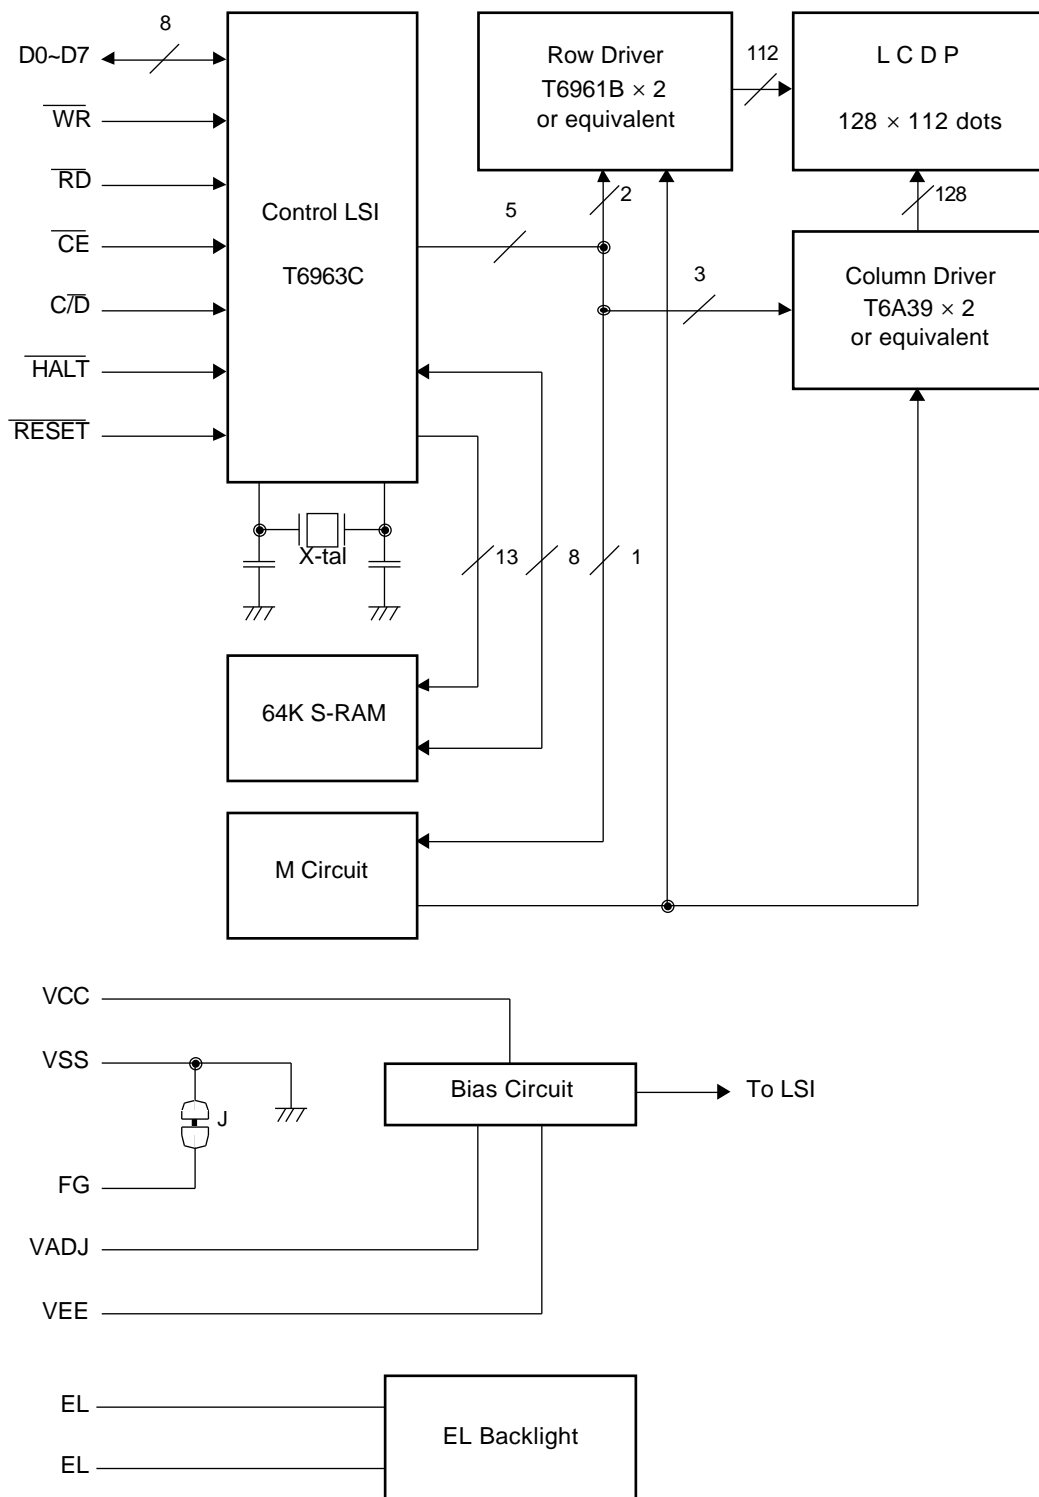 8
D0~D7
WR
RD
CE
C/D
HALT
RESET
Control LSI
T6963C
X-tal
Row Driver
T6961B × 2
or equivalent
112
L C D P
128 × 112 dots
2
128
5
3
Column Driver
T6A39 × 2
or equivalent
13
8
1
64K S-RAM
M Circuit
VCC
VSS
J
FG
VADJ
VEE
Bias Circuit
To LSI
EL
EL
EL Backlight